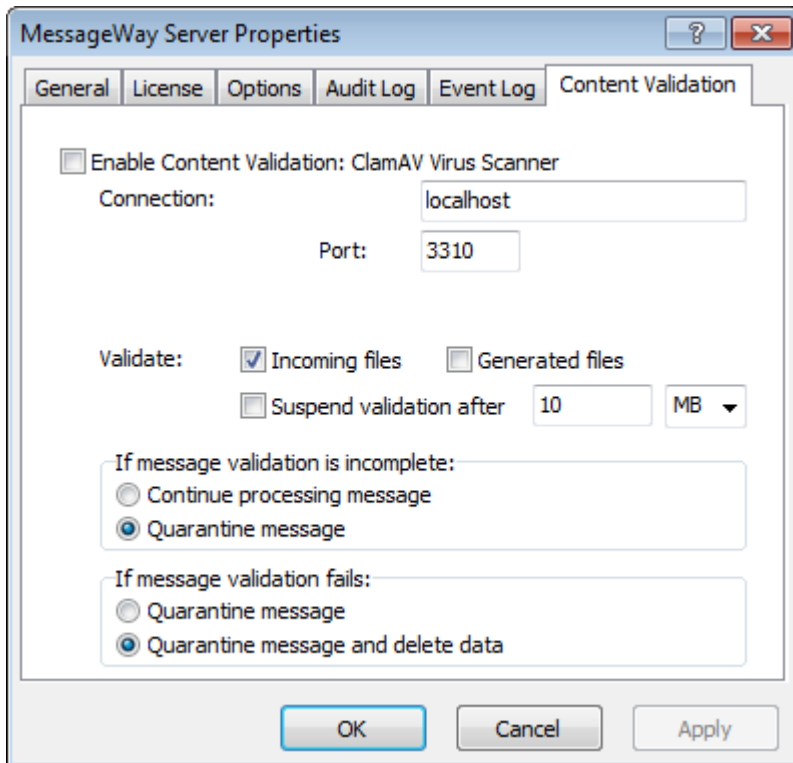 MessageWay Server Properties
General License Options Audit Log Event Log Content Validation
Enable Content Validation: ClamAV Virus Scanner
Connection: localhost
Port: 3310
Validate: Incoming files Generated files
Suspend validation after 10 MB
If message validation is incomplete:
Continue processing message
Quarantine message
If message validation fails:
Quarantine message
Quarantine message and delete data
OK Cancel Apply